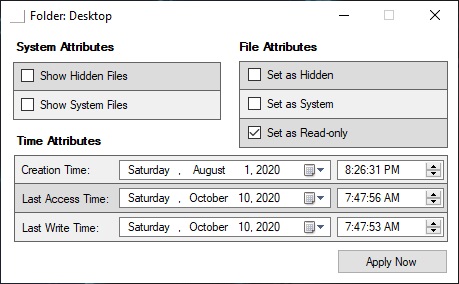 Folder: Desktop
System Attributes
File Attributes
Show Hidden Files
Set as Hidden
Show System Files
Set as System
Set as Read-only
Time Attributes
Creation Time: Saturday , August 1, 2020 8:26:31 PM
Last Access Time: Saturday , October 10, 2020 7:47:56 AM
Last Write Time: Saturday , October 10, 2020 7:47:53 AM
Apply Now